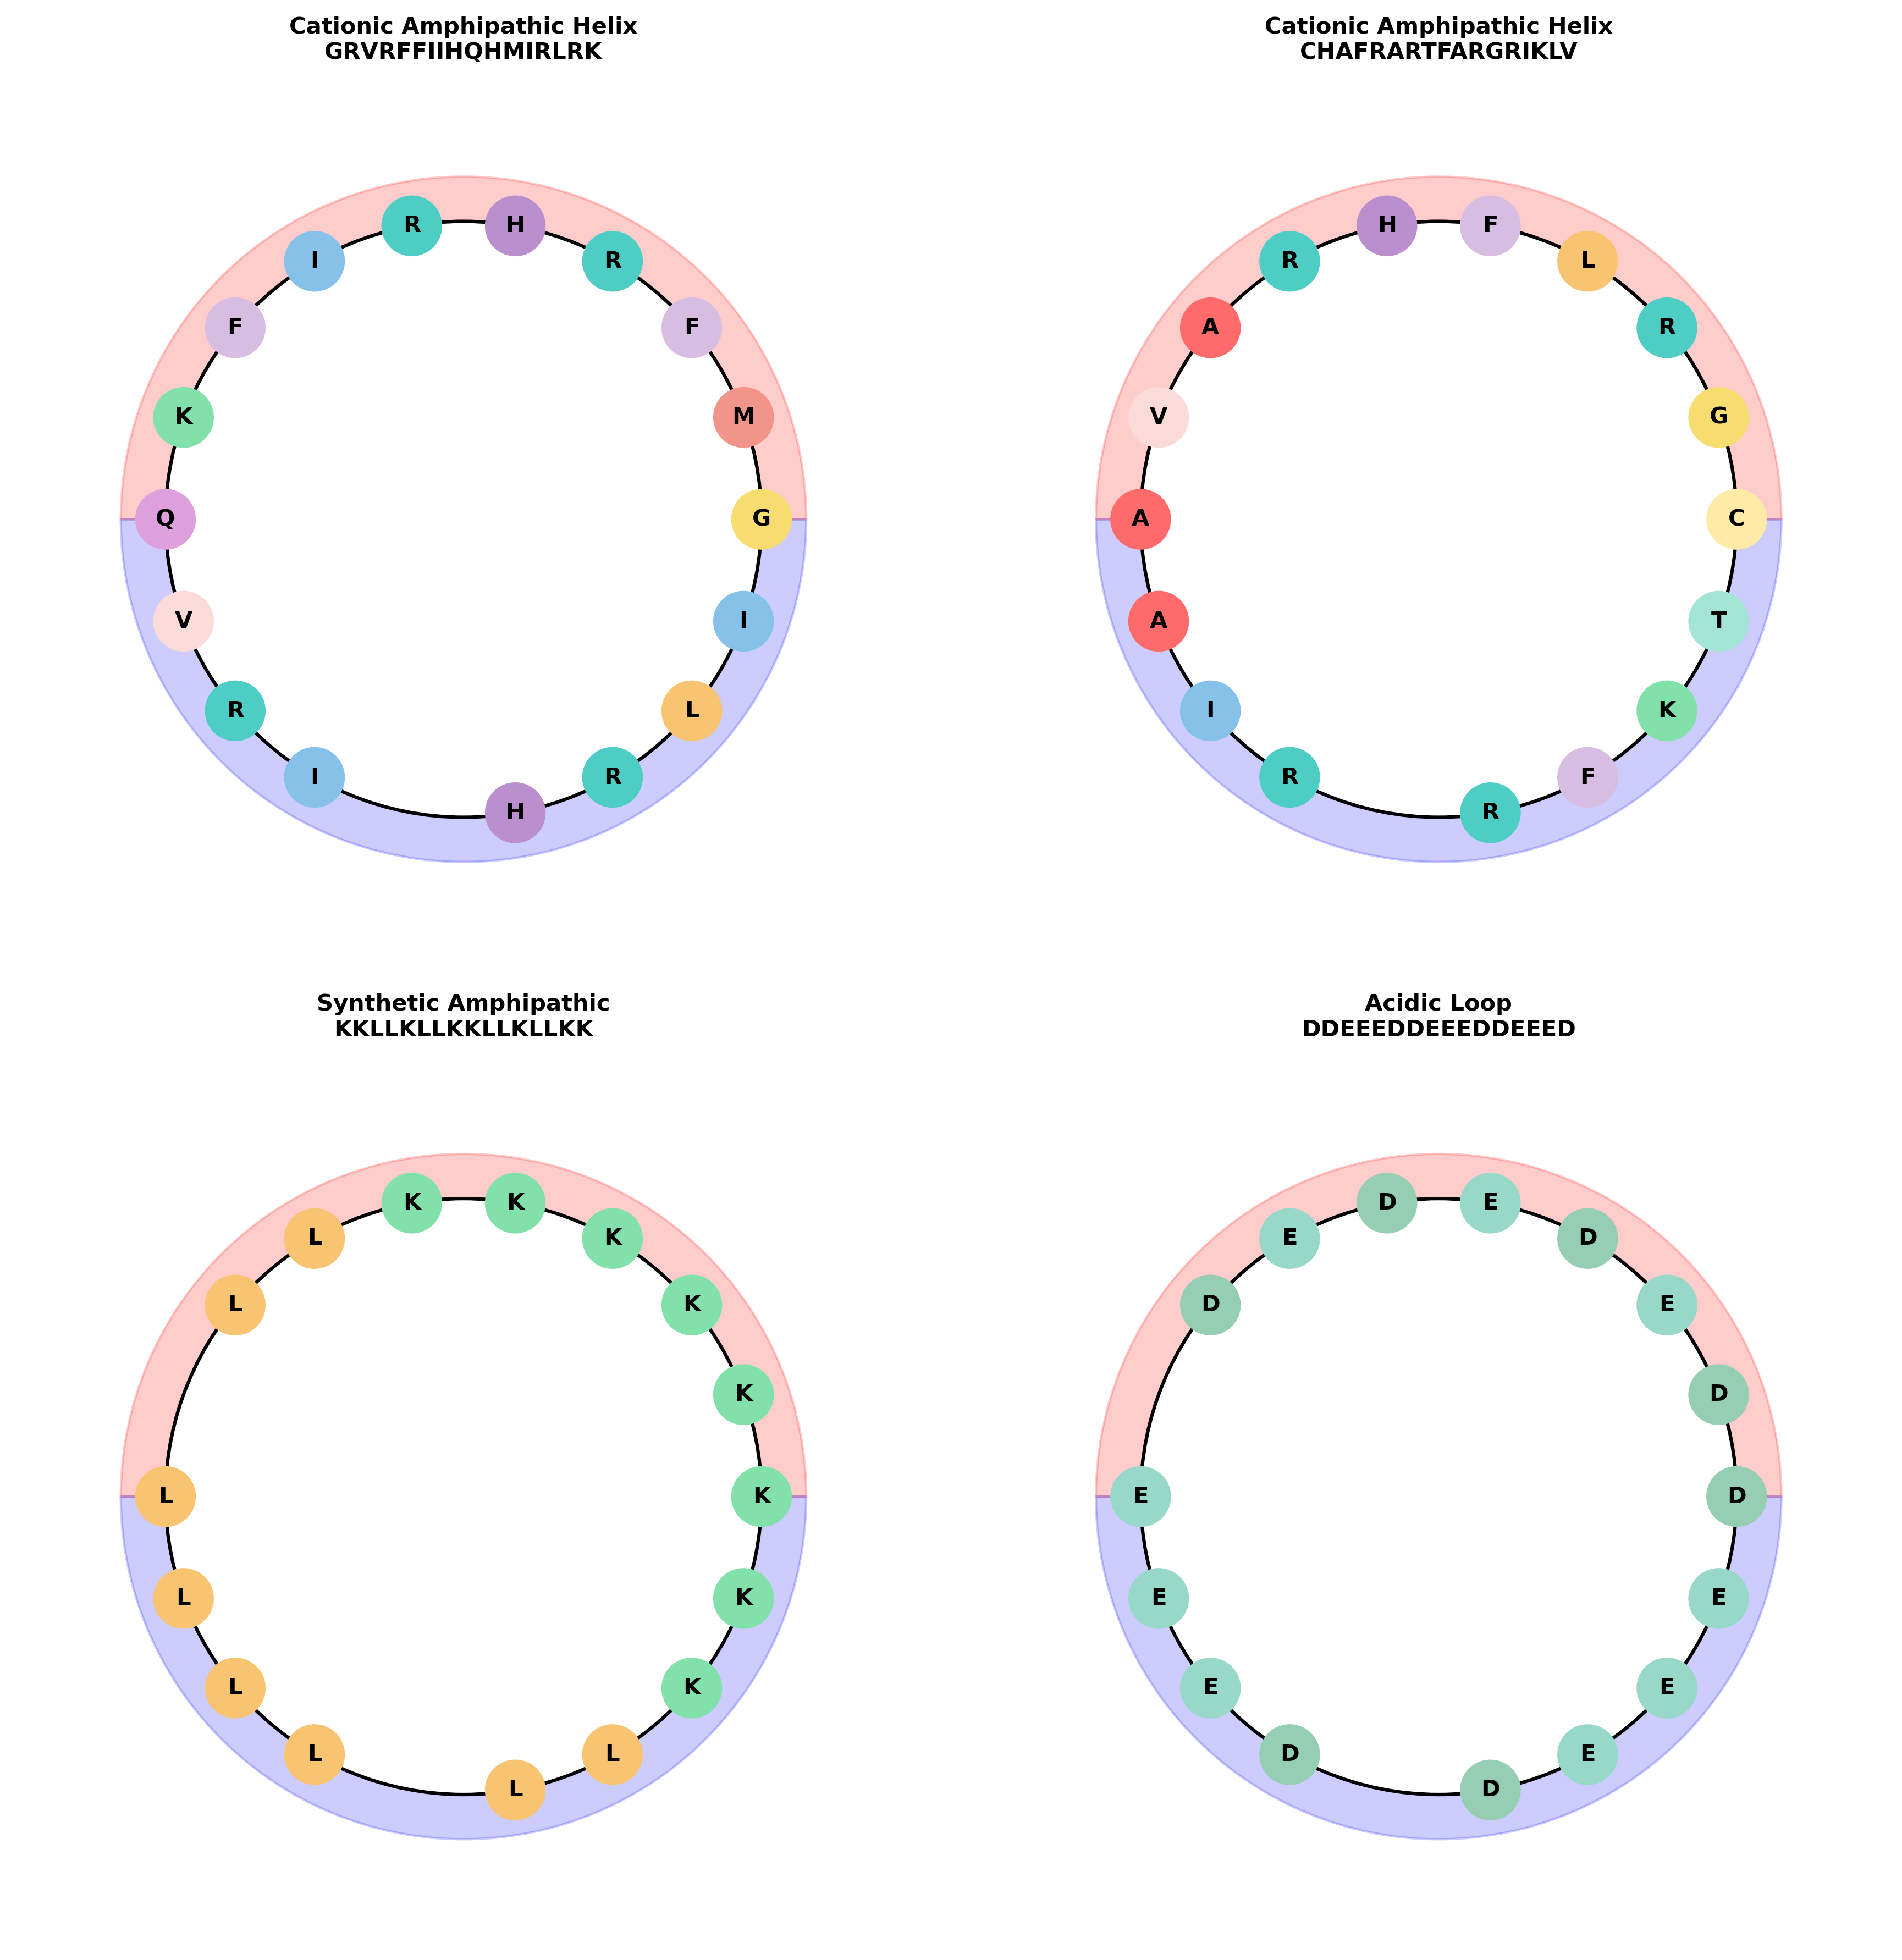 Cationic Amphipathic Helix
GRVRFFIIHQHMIRLRK
R
H
I
R
F
F
K
M
Q
G
V
I
R
L
I
R
H
Cationic Amphipathic Helix
CHAFRARTFARGRIKLV
H
F
R
L
A
R
V
G
A
C
A
T
I
K
R
F
R
Synthetic Amphipathic
KKLLKLLKKLLKLLKK
K
K
L
K
L
K
K
L
K
L
K
L
K
L
L
L
Acidic Loop
DDEEEDDEEEDDEEED
D
E
E
D
D
E
D
E
D
E
E
E
E
D
E
D